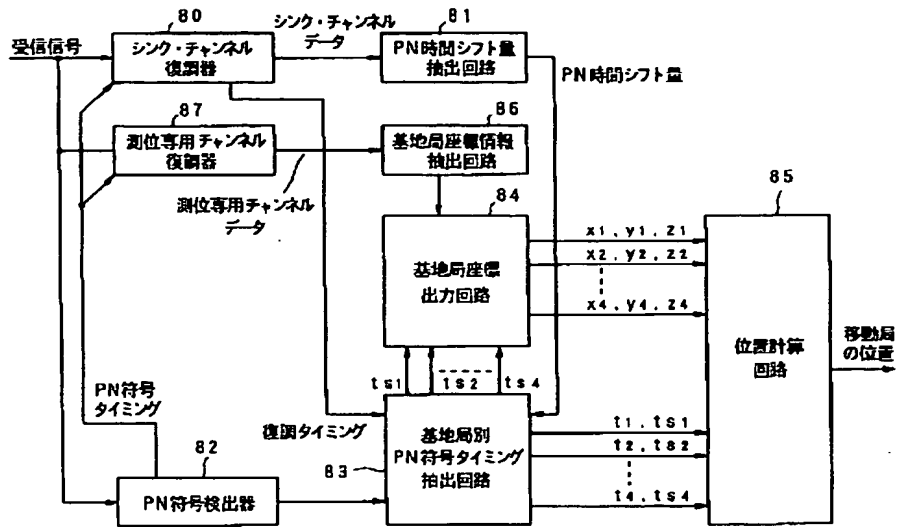 受信信号
80
シンク・チャンネル
復調器
シンク・チャンネル
データ
81
PN時間シフト量
抽出回路
PN時間シフト量
87
測位専用チャンネル
復調器
測位専用チャンネル
データ
86
基地局座標情報
抽出回路
84
基地局座標
出力回路
x1, y1, z1
x2, y2, z2
x4, y4, z4
85
位置計算
回路
移動局
の位置
ts1
ts2
ts4
PN符号
タイミング
復調タイミング
83
基地局別
PN符号タイミング
抽出回路
t1, ts1
t2, ts2
t4, ts4
82
PN符号検出器